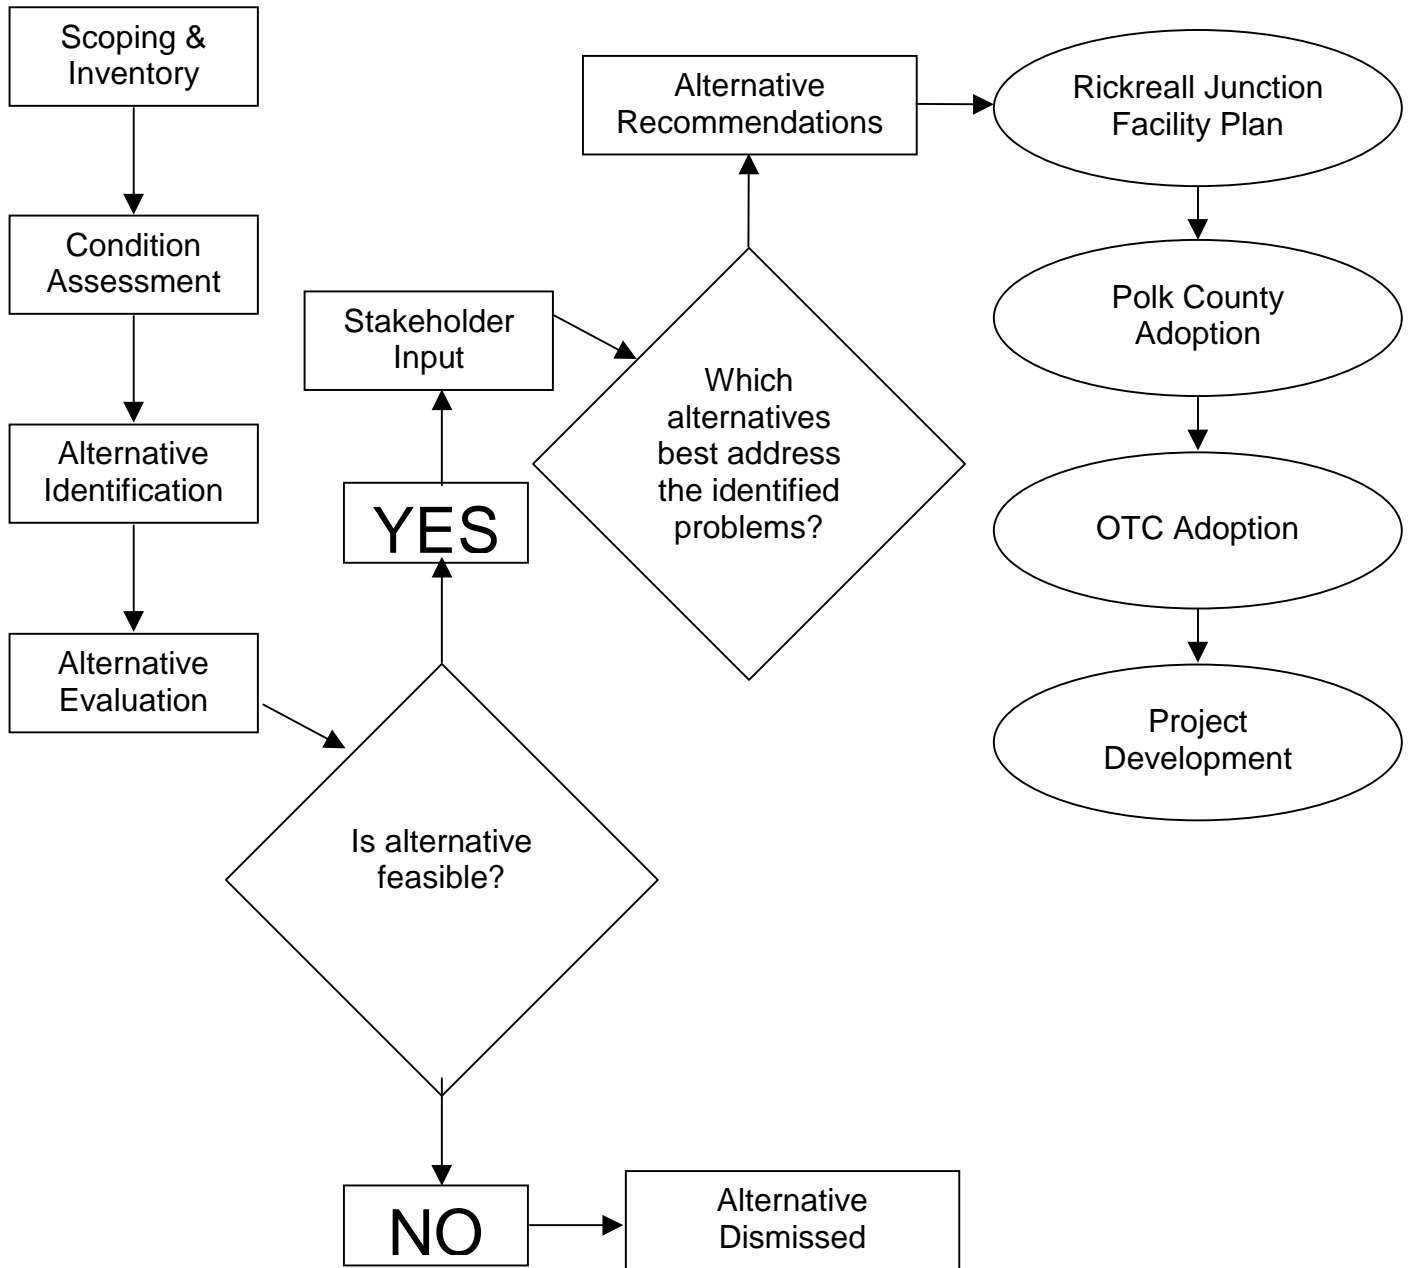 Scoping &
Inventory
Condition
Assessment
Alternative
Identification
Alternative
Evaluation
Is alternative
feasible?
YES
Stakeholder
Input
Which
alternatives
best address
the identified
problems?
Alternative
Recommendations
Rickreall Junction
Facility Plan
Polk County
Adoption
OTC Adoption
Project
Development
NO
Alternative
Dismissed